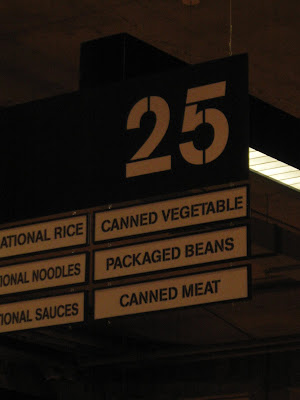 25
ATIONAL RICE
CANNED VEGETABLE
IONAL NOODLES
PACKAGED BEANS
IONAL SAUCES
CANNED MEAT